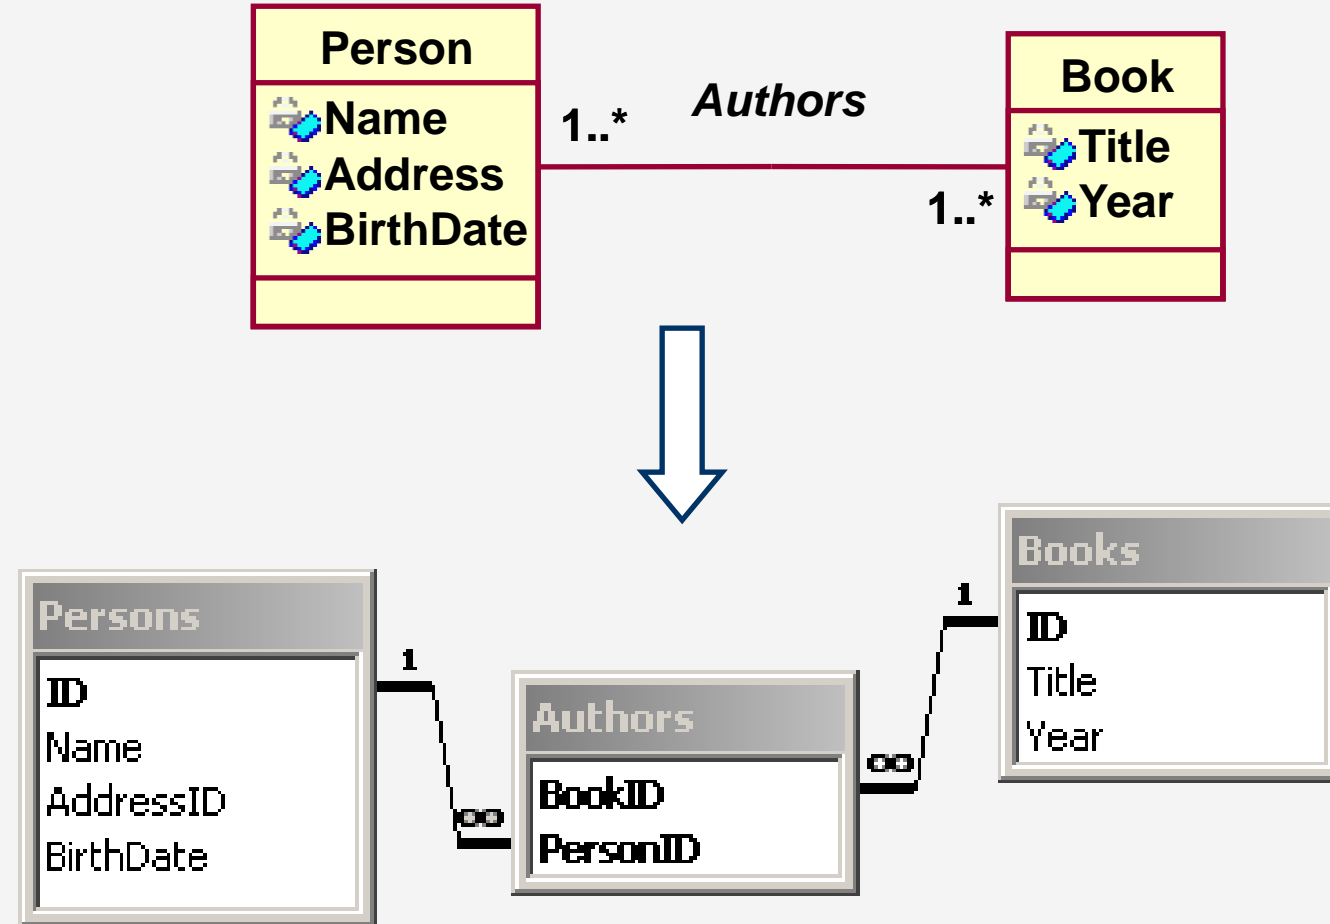 Person
Name
Address
BirthDate
1..*
Authors
1..*
Book
Title
Year
Persons
ID
Name
AddressID
BirthDate
1
∞
Authors
BookID
PersonID
∞
1
Books
ID
Title
Year